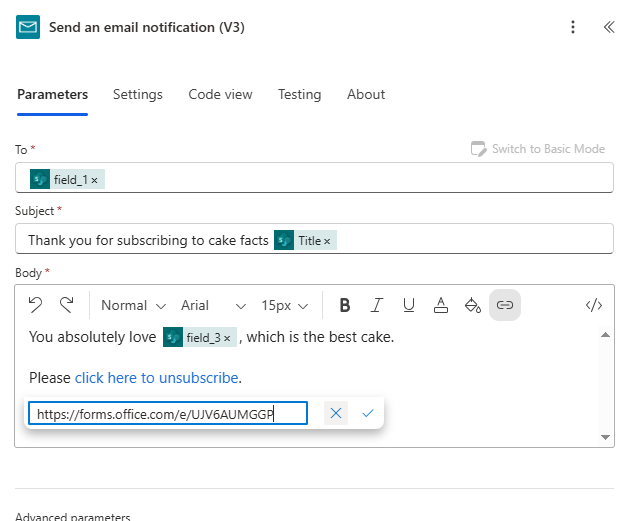 Send an email notification (V3)
Parameters Settings Code view Testing About
To * Switch to Basic Mode
field_1 ×
Subject *
Thank you for subscribing to cake facts Title ×
Body *
Normal Arial 15px B I U A </>
You absolutely love field_3 × , which is the best cake.
Please click here to unsubscribe.
https://forms.office.com/e/UJV6AUMGGP
Advanced parameters